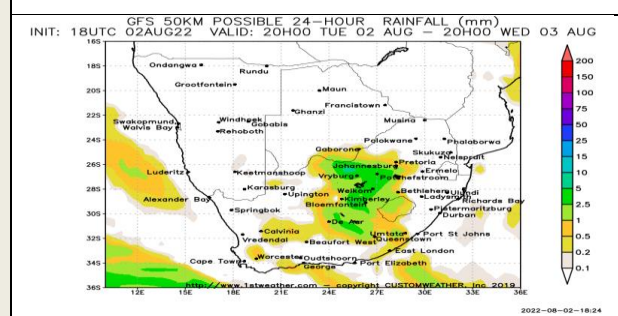 GFS 50KM POSSIBLE 24-HOUR RAINFALL (mm)
INIT: 18UTC 02AUG22 VALID: 20H00 TUE 02 AUG - 20H00 WED 03 AUG
16S
Ondangwa
Rundu
200
18S
150
Grootfontein
Maun
20S
100
Francistown
Ghanzi
75
22S
Windhoek
Musina
Swakopmund
Gobabis
Walvis Bay
Rehoboth
50
24S
Polokwane
Phalaborwa
25
Gaborone
Skukuza
Nelspruit
15
26S
Johannesburg
Pretoria
Luderitz
Keetmanshoop
Vryburg
Ermelo
10
Karasburg
Welkom
Bethlehem
Ulundi
28S
Upington
Kimberley
Ladysmith
5
Alexander Bay
Bloemfontein
Richards Bay
2.5
Springbok
Pietermaritzburg
30S
De Aar
Durban
1
Calvinia
Umtata
Port St Johns
0.5
32S
Vredendal
Beaufort West
Queenstown
East London
0.2
Cape Town
Worcester
Oudtshoorn
34S
George
Port Elizabeth
0.1
http://www.1stweather.com - copyright CUSTOMWEATHER, Inc 2019
36S
12E 15E 18E 21E 24E 27E 30E 33E 36E
2022-08-02-18:24